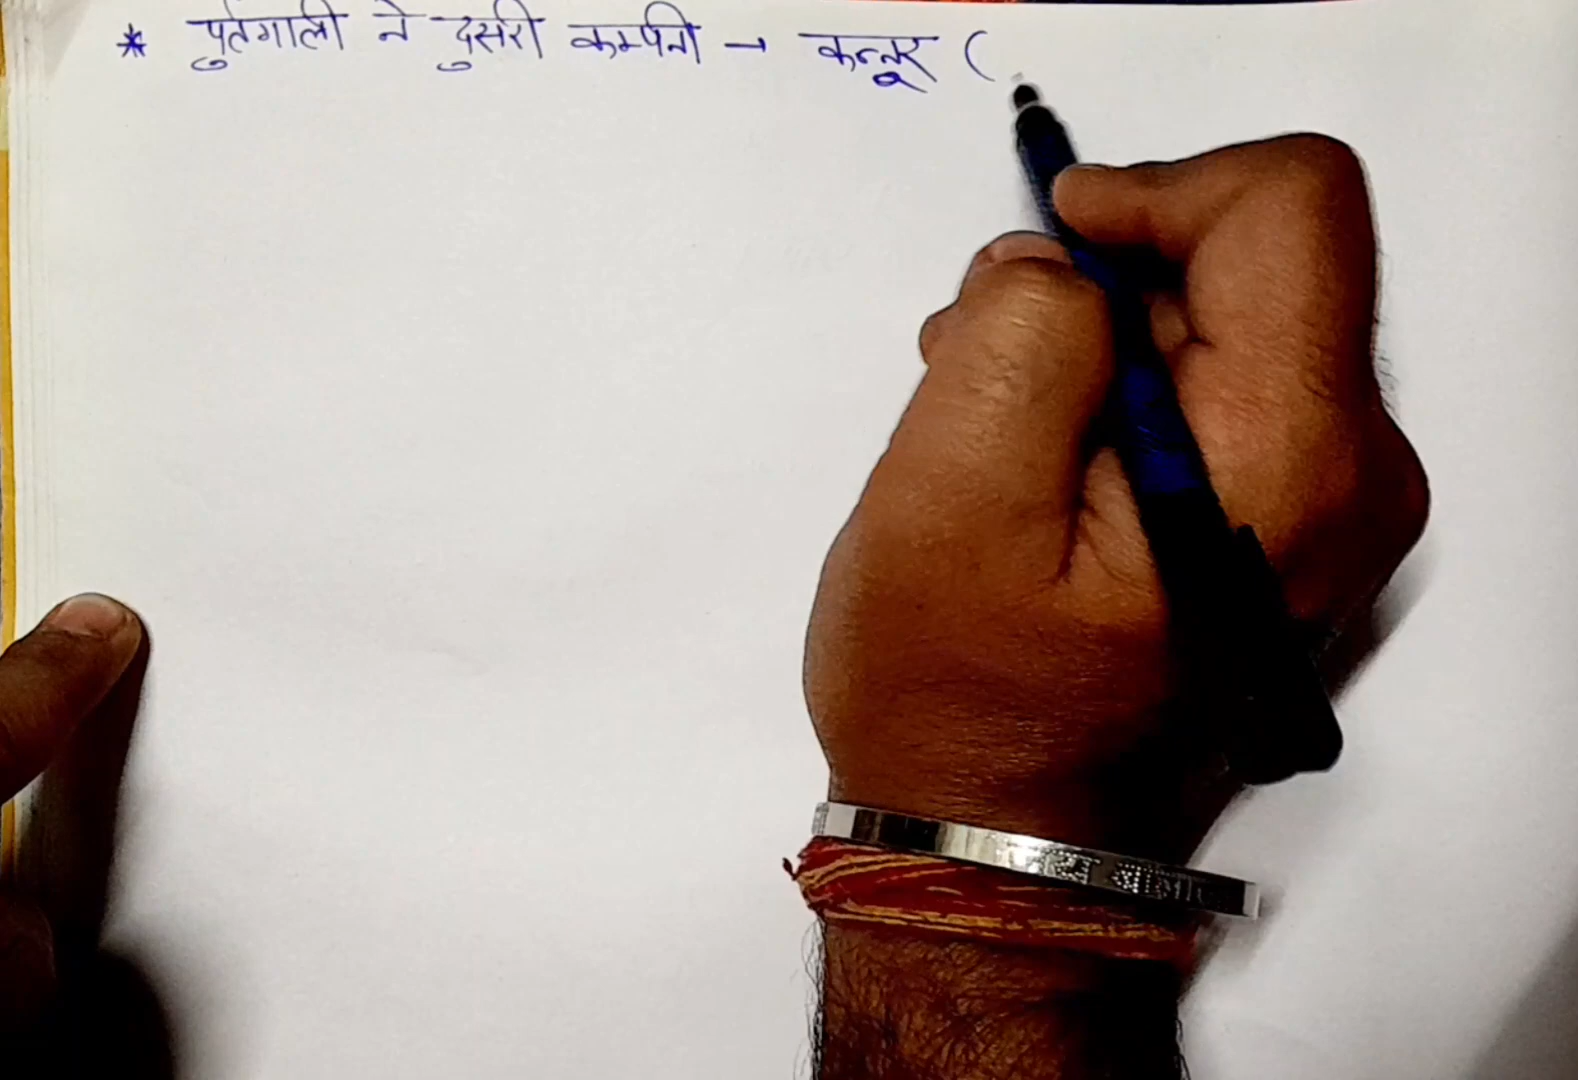 * पुर्तगाली ने दुसरी कम्पनी → कन्नूर (